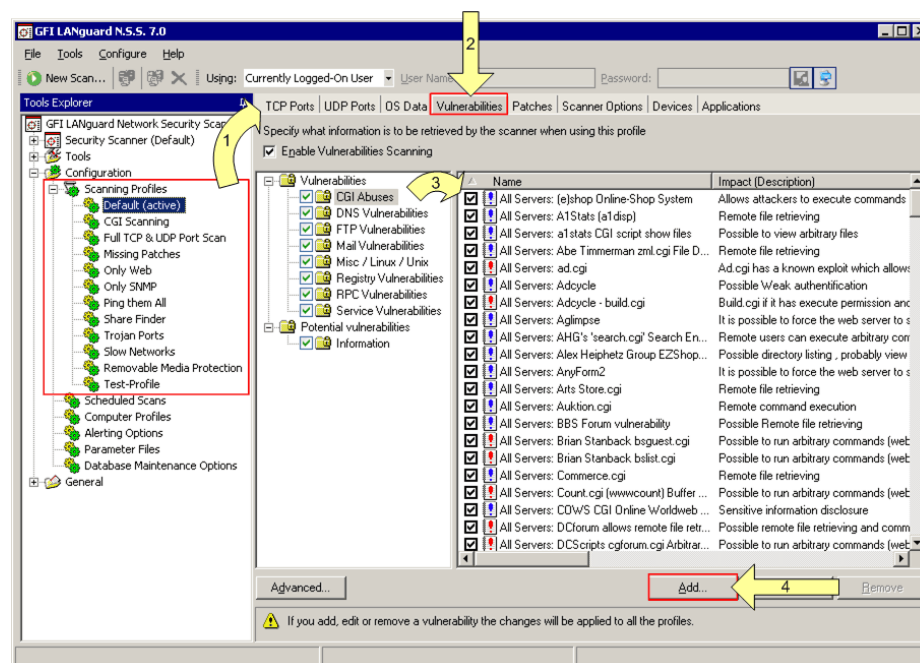 GFI LANguard N.S.S. 7.0
File Tools Configure Help
New Scan... Using: Currently Logged-On User User Name Password:
Tools Explorer
GFI LANguard Network Security Scan
Security Scanner (Default)
Tools
Configuration
Scanning Profiles
Default (active)
CGI Scanning
Full TCP & UDP Port Scan
Missing Patches
Only Web
Only SNMP
Ping them All
Share Finder
Trojan Ports
Slow Networks
Removable Media Protection
Test-Profile
Scheduled Scans
Computer Profiles
Alerting Options
Parameter Files
Database Maintenance Options
General
1
2
TCP Ports UDP Ports OS Data Vulnerabilities Patches Scanner Options Devices Applications
Specify what information is to be retrieved by the scanner when using this profile
Enable Vulnerabilities Scanning
Vulnerabilities
CGI Abuses
DNS Vulnerabilities
FTP Vulnerabilities
Mail Vulnerabilities
Misc / Linux / Unix
Registry Vulnerabilities
RPC Vulnerabilities
Service Vulnerabilities
Potential vulnerabilities
Information
3
Name Impact (Description)
All Servers: (e)shop Online-Shop System Allows attackers to execute commands
All Servers: A1Stats (a1disp) Remote file retrieving
All Servers: a1stats CGI script show files Possible to view arbitrary files
All Servers: Abe Timmerman zml.cgi File D... Remote file retrieving
All Servers: ad.cgi Ad.cgi has a known exploit which allows
All Servers: Adcycle Possible Weak authentification
All Servers: Adcycle - build.cgi Build.cgi if it has execute permission and
All Servers: Aglimpse It is possible to force the web server to s
All Servers: AHG's 'search.cgi' Search En... Remote users can execute arbitrary com
All Servers: Alex Heiphetz Group EZShop... Possible directory listing , probably view
All Servers: AnyForm2 It is possible to force the web server to s
All Servers: Arts Store.cgi Remote file retrieving
All Servers: Auktion.cgi Remote command execution
All Servers: BBS Forum vulnerability Possible Remote file retrieving
All Servers: Brian Stanback bsguest.cgi Possible to run arbitrary commands (web
All Servers: Brian Stanback bslist.cgi Possible to run arbitrary commands (web
All Servers: Commerce.cgi Remote file retrieving
All Servers: Count.cgi (wwwcount) Buffer ... Possible to run arbitrary commands (web
All Servers: COWS CGI Online Worldweb ... Sensitive information disclosure
All Servers: DCforum allows remote file retr... Possible remote file retrieving and comm
All Servers: DCScripts cgforum.cgi Arbitrar... Possible to run arbitrary commands (web
Advanced... Add... 4 Remove
If you add, edit or remove a vulnerability the changes will be applied to all the profiles.